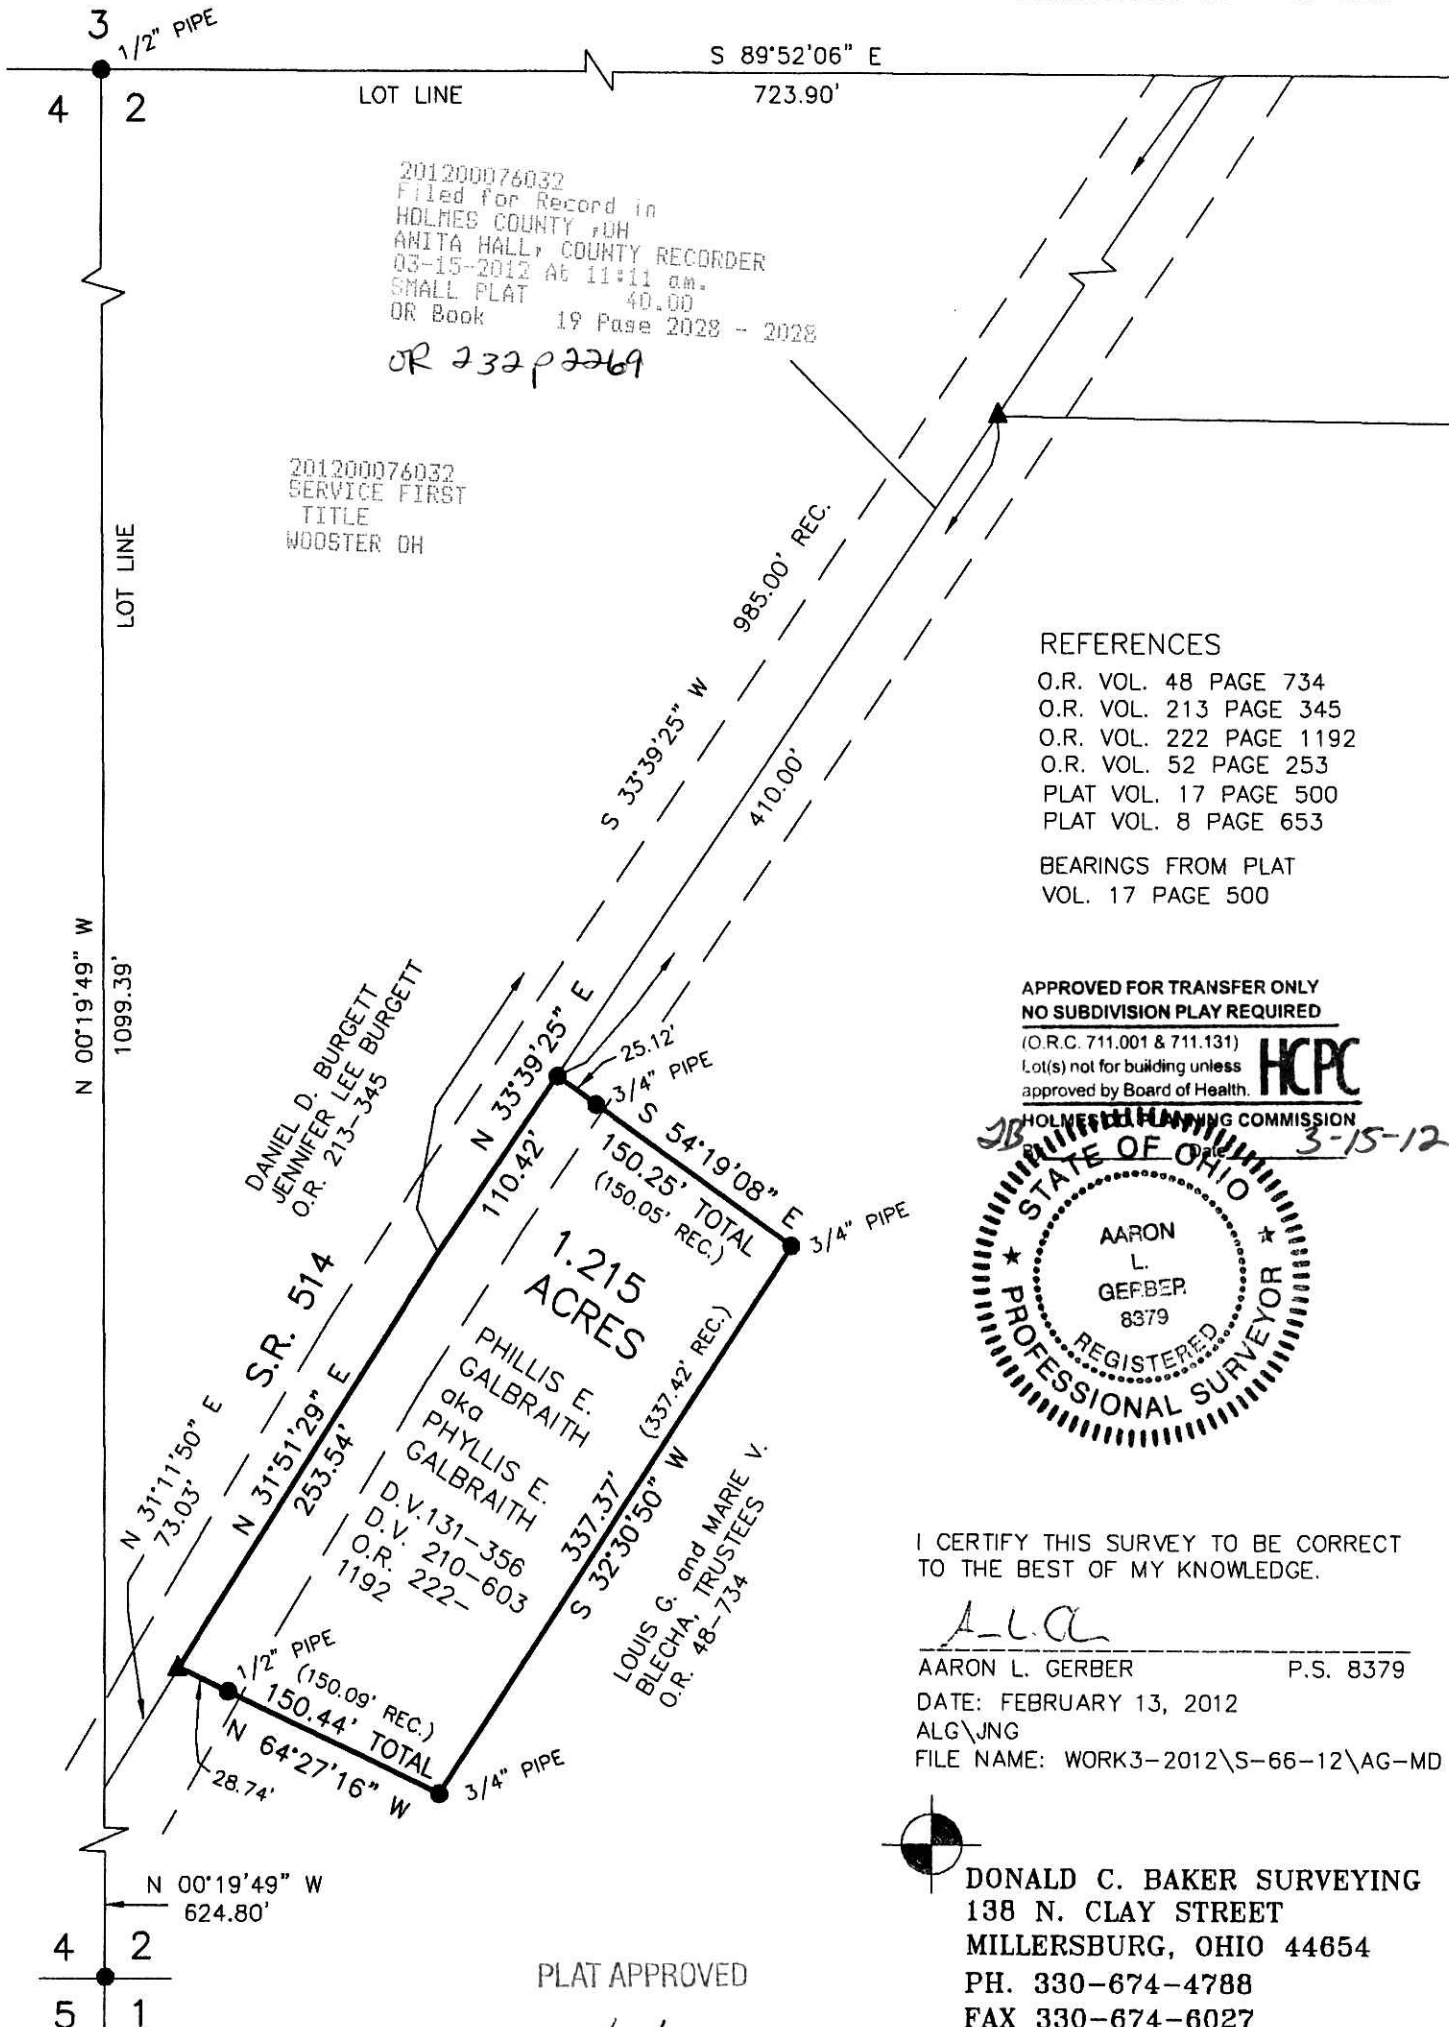 3
1/2" PIPE
4 2
LOT LINE
S 89°52'06" E
723.90'
201200076032
Filed for Record in
HOLMES COUNTY ,OH
ANITA HALL, COUNTY RECORDER
03-15-2012 At 11:11 am.
SMALL PLAT 40.00
OR Book 19 Page 2028 - 2028
OR 232 p 2269
201200076032
SERVICE FIRST
TITLE
WOOSTER OH
LOT LINE
N 00°19'49" W
1099.39'
S 33°39'25" W 985.00' REC.
410.00'
REFERENCES
O.R. VOL. 48 PAGE 734
O.R. VOL. 213 PAGE 345
O.R. VOL. 222 PAGE 1192
O.R. VOL. 52 PAGE 253
PLAT VOL. 17 PAGE 500
PLAT VOL. 8 PAGE 653
BEARINGS FROM PLAT
VOL. 17 PAGE 500
APPROVED FOR TRANSFER ONLY
NO SUBDIVISION PLAY REQUIRED
(O.R.C. 711.001 & 711.131)
Lot(s) not for building unless
approved by Board of Health.
HCPC
HOLMES CO. PLANNING COMMISSION
Date 3-15-12
STATE OF OHIO
AARON
L.
GERBER
8379
REGISTERED
PROFESSIONAL SURVEYOR
DANIEL D. BURGETT
JENNIFER LEE BURGETT
O.R. 213-345
N 33°39'25" E
110.42'
25.12'
3/4" PIPE
S 54°19'08" E
150.25' TOTAL
(150.05' REC.)
3/4" PIPE
S.R. 514
1.215
ACRES
PHILLIS E.
GALBRAITH
aka
PHYLLIS E.
GALBRAITH
D.V.131-356
D.V. 210-603
O.R. 222-
1192
N 31°11'50" E
73.03'
N 31°51'29" E
253.54'
(337.42' REC.)
337.37'
S 32°30'50" W
LOUIS G. and MARIE V.
BLECHA, TRUSTEES
O.R. 48-734
1/2" PIPE
(150.09' REC.)
150.44' TOTAL
N 64°27'16" W
28.74'
3/4" PIPE
I CERTIFY THIS SURVEY TO BE CORRECT
TO THE BEST OF MY KNOWLEDGE.
AARON L. GERBER P.S. 8379
DATE: FEBRUARY 13, 2012
ALG\JNG
FILE NAME: WORK3-2012\S-66-12\AG-MD
DONALD C. BAKER SURVEYING
138 N. CLAY STREET
MILLERSBURG, OHIO 44654
PH. 330-674-4788
FAX 330-674-6027
N 00°19'49" W
624.80'
4 2
5 1
PLAT APPROVED